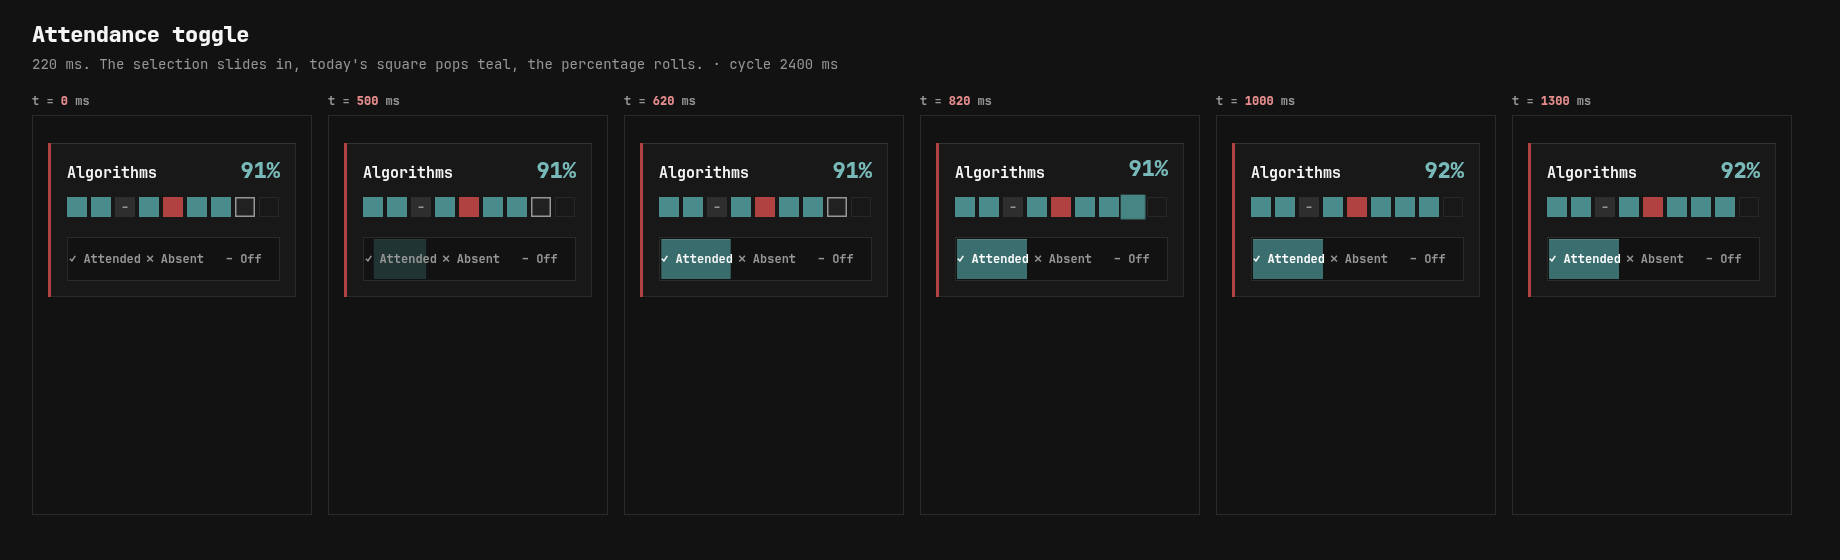 Attendance toggle
220 ms. The selection slides in, today's square pops teal, the percentage rolls. · cycle 2400 ms
t = 0 ms
t = 500 ms
t = 620 ms
t = 820 ms
t = 1000 ms
t = 1300 ms
Algorithms 91%
–
✓ Attended × Absent – Off
Algorithms 91%
–
✓ Attended × Absent – Off
Algorithms 91%
–
✓ Attended × Absent – Off
Algorithms 91%
–
✓ Attended × Absent – Off
Algorithms 92%
–
✓ Attended × Absent – Off
Algorithms 92%
–
✓ Attended × Absent – Off